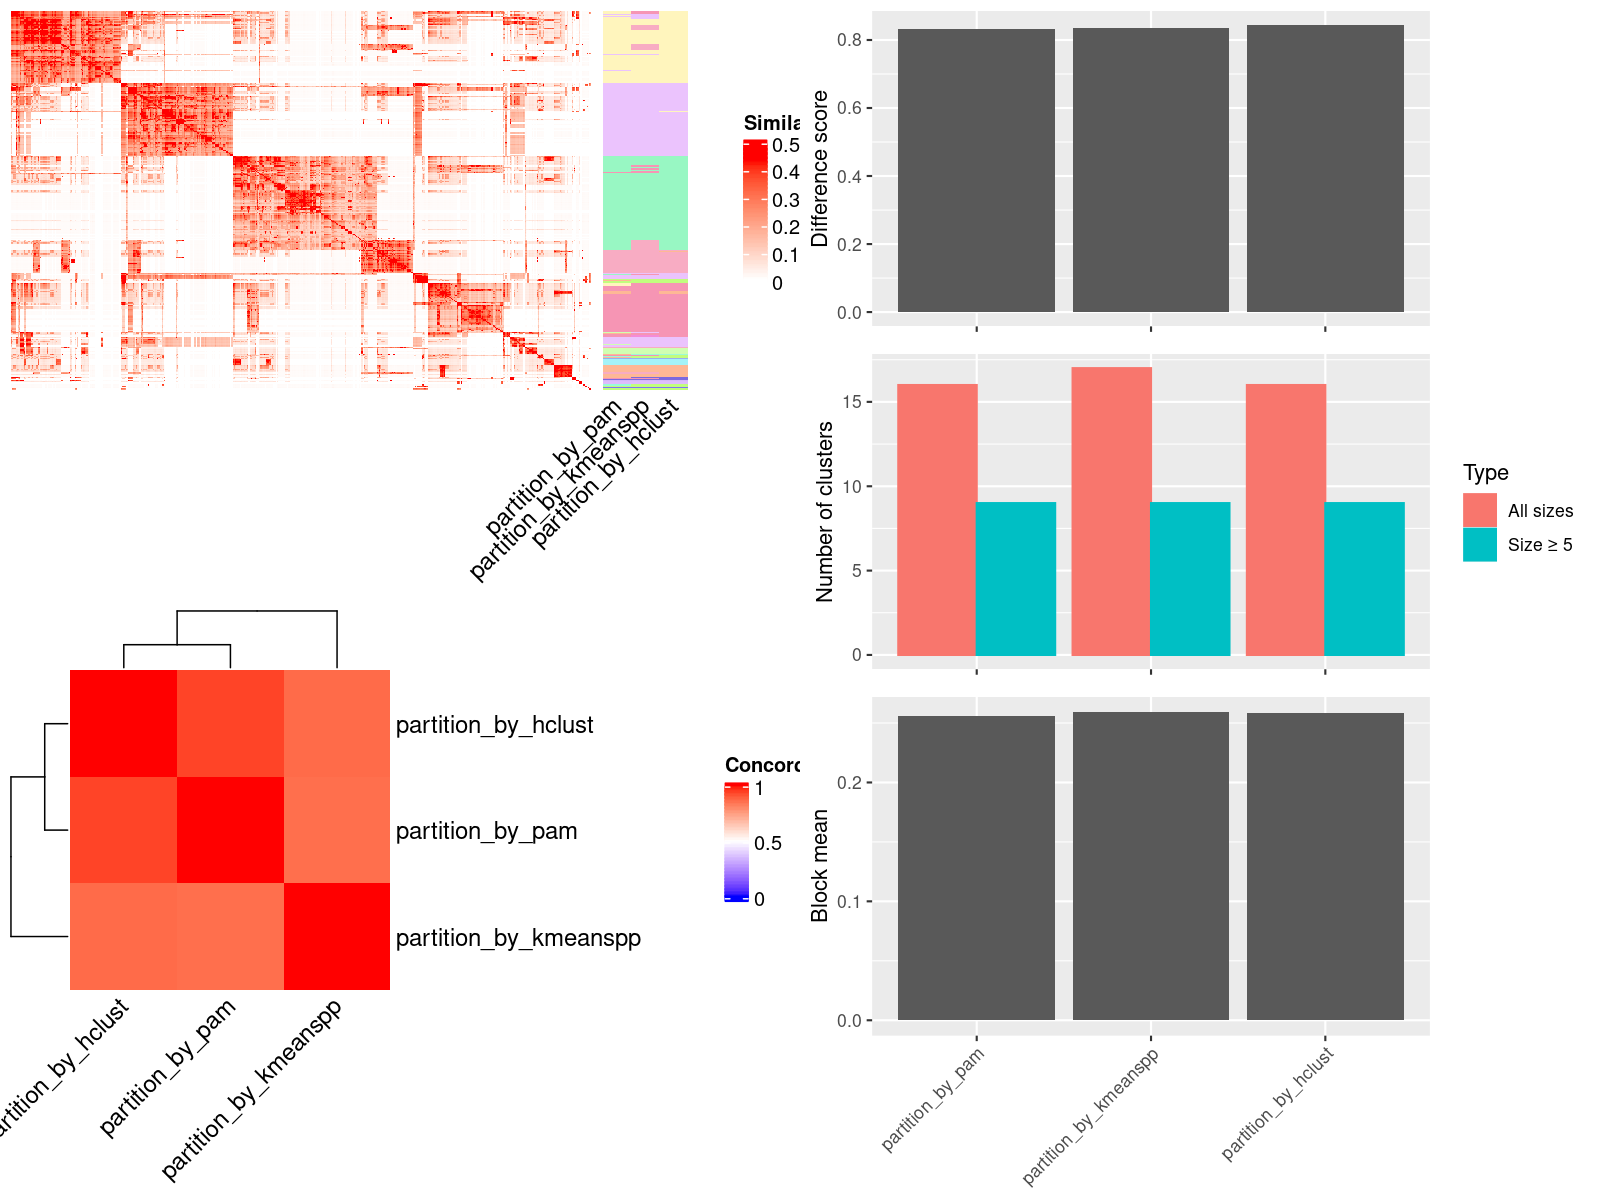 Simila
0.5
0.4
0.3
0.2
0.1
0
partition_by_pam
partition_by_kmeanspp
partition_by_hclust
partition_by_hclust
partition_by_pam
partition_by_kmeanspp
artition_by_hclust
partition_by_pam
partition_by_kmeanspp
Concord
1
0.5
0
Difference score
0.8
0.6
0.4
0.2
0.0
Number of clusters
15
10
5
0
Type
All sizes
Size ≥ 5
Block mean
0.2
0.1
0.0
partition_by_pam
partition_by_kmeanspp
partition_by_hclust